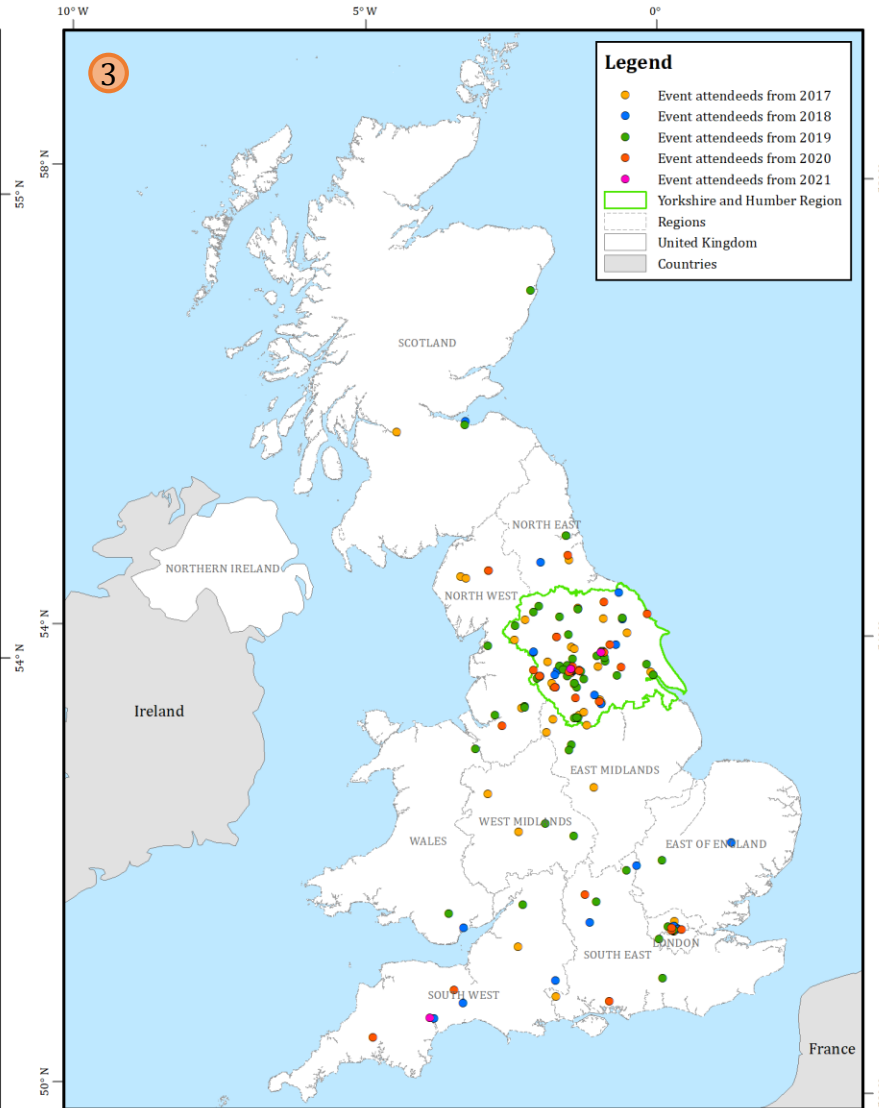 10° W
5° W
0°
3
Legend
Event attendeeds from 2017
Event attendeeds from 2018
Event attendeeds from 2019
Event attendeeds from 2020
Event attendeeds from 2021
Yorkshire and Humber Region
Regions
United Kingdom
Countries
58° N
55° N
SCOTLAND
NORTH EAST
NORTHERN IRELAND
NORTH WEST
54° N
54° N
Ireland
EAST MIDLANDS
WEST MIDLANDS
WALES
EAST OF ENGLAND
LONDON
SOUTH EAST
SOUTH WEST
France
50° N